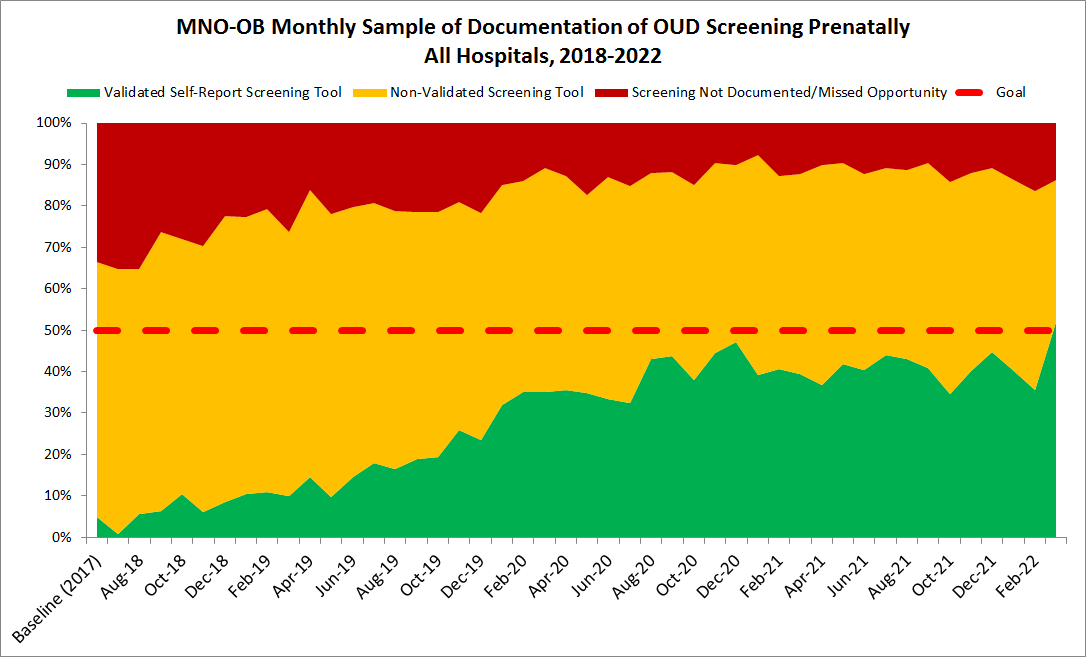 MNO-OB Monthly Sample of Documentation of OUD Screening Prenatally
All Hospitals, 2018-2022
Validated Self-Report Screening Tool
Non-Validated Screening Tool
Screening Not Documented/Missed Opportunity
Goal
100%
90%
80%
70%
60%
50%
40%
30%
20%
10%
0%
Baseline (2017)
Aug-18
Oct-18
Dec-18
Feb-19
Apr-19
Jun-19
Aug-19
Oct-19
Dec-19
Feb-20
Apr-20
Jun-20
Aug-20
Oct-20
Dec-20
Feb-21
Apr-21
Jun-21
Aug-21
Oct-21
Dec-21
Feb-22